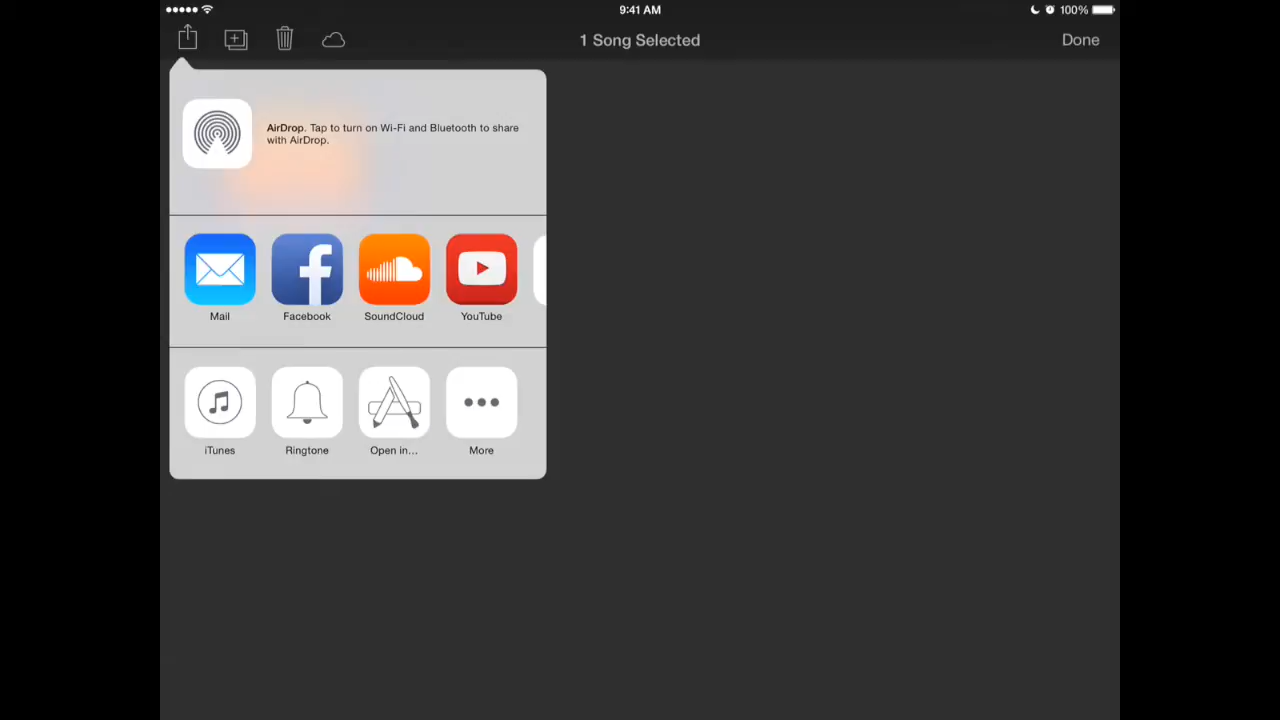 9:41 AM
100%
1 Song Selected
Done
AirDrop. Tap to turn on Wi-Fi and Bluetooth to share
with AirDrop.
Mail
Facebook
SoundCloud
YouTube
iTunes
Ringtone
Open in...
More